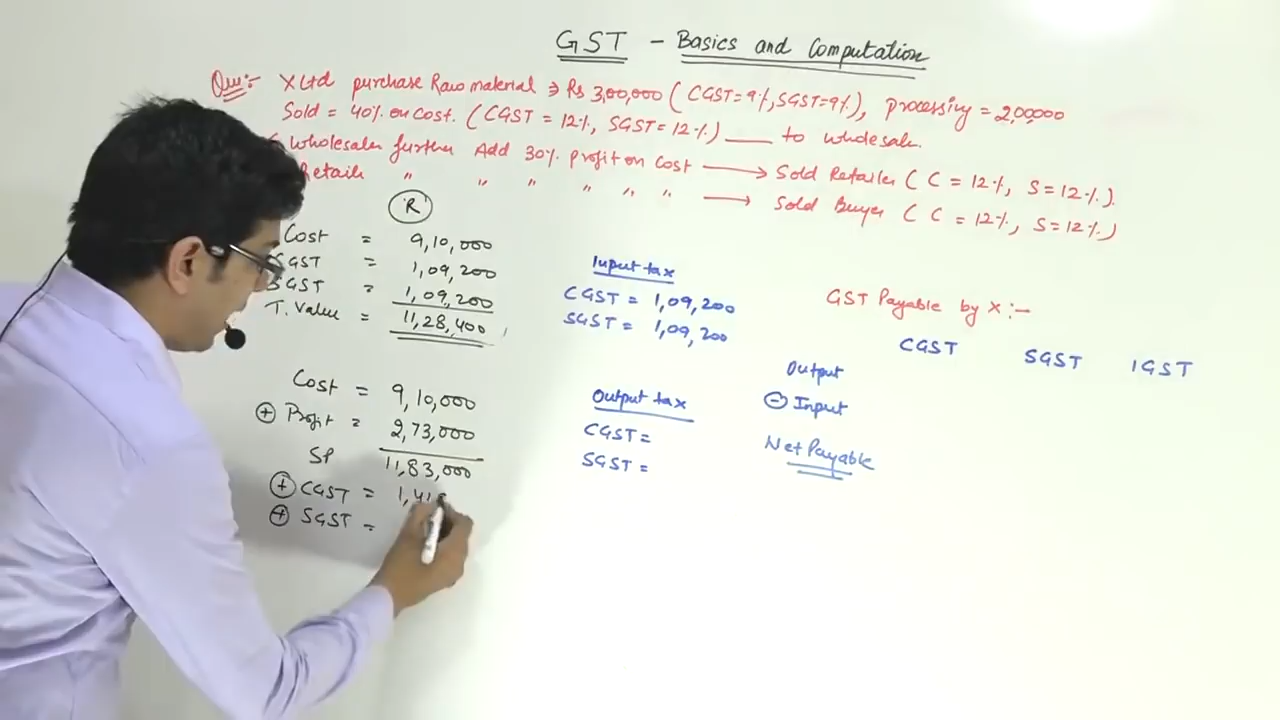 GST - Basics and Computation
Que:- X Ltd purchase Raw material Rs 3,00,000 (CGST = 9%, SGST = 9%), processing = 2,00,000
Sold = 40% on cost. (CGST = 12%, SGST = 12%) ___ to wholesale.
Wholesaler further Add 30% profit on cost → Sold Retailer (C = 12%, S = 12%).
Retails " " " " " " → Sold Buyer (C = 12%, S = 12%)
'R'
Cost = 9,10,000
GST = 1,09,200
SGST = 1,09,200
T. Value = 11,28,400
Cost = 9,10,000
+ Profit = 2,73,000
SP 11,83,000
+ CGST = 1,41
+ SGST =
Input tax
CGST = 1,09,200
SGST = 1,09,200
Output tax
CGST =
SGST =
GST Payable by X :-
CGST SGST IGST
Output
- Input
Net Payable